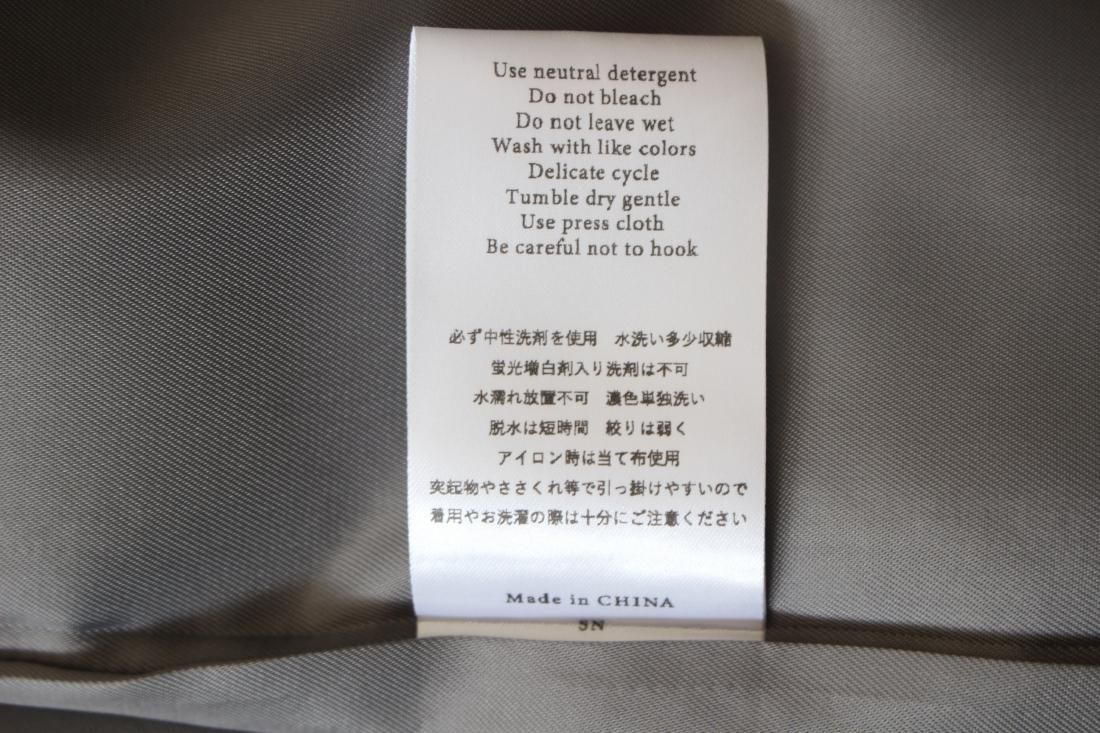 Use neutral detergent
Do not bleach
Do not leave wet
Wash with like colors
Delicate cycle
Tumble dry gentle
Use press cloth
Be careful not to hook
必ず中性洗剤を使用　水洗い多少収縮
蛍光増白剤入り洗剤は不可
水濡れ放置不可　濃色単独洗い
脱水は短時間　絞りは弱く
アイロン時は当て布使用
突起物やささくれ等で引っ掛けやすいので
着用やお洗濯の際は十分にご注意ください
Made in CHINA